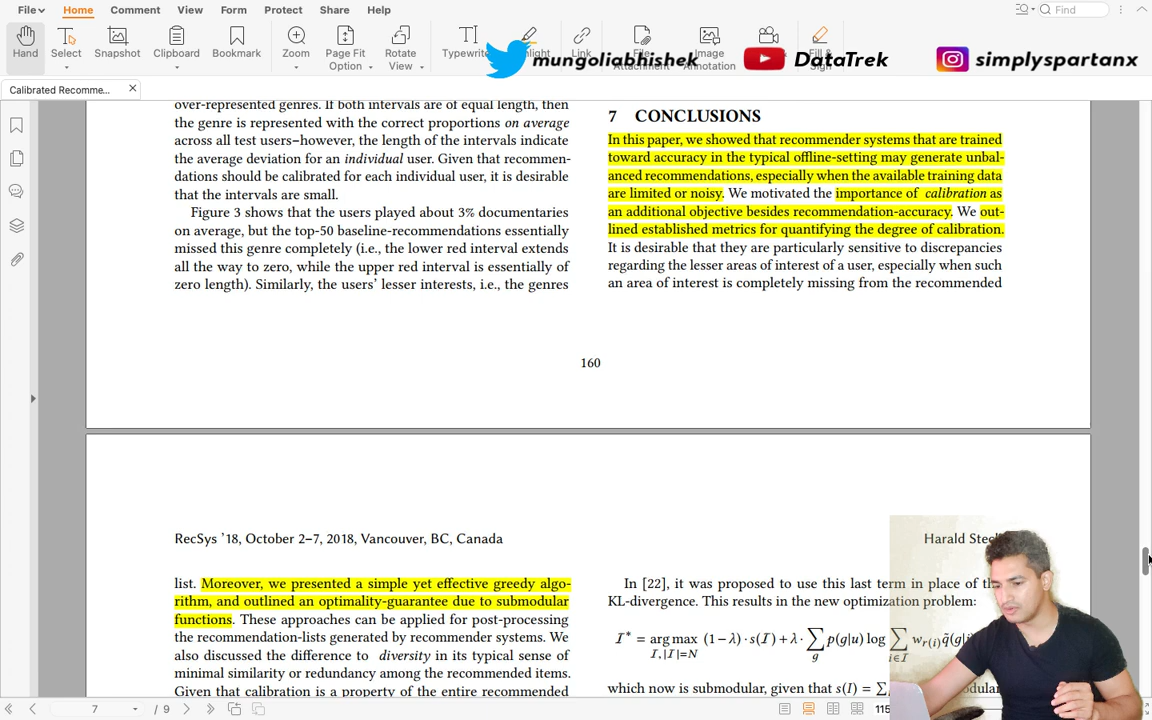 File
Home
Comment
View
Form
Protect
Share
Help
Find
Hand
Select
Snapshot
Clipboard
Bookmark
Zoom
Page Fit
Option
Rotate
View
Typewrit
Highlight
Link
File
Attachment
Image
Annotation
Fill &
Sign
mungoliabhishek
DataTrek
simplyspartanx
Calibrated Recomme...
over-represented genres. If both intervals are of equal length, then
the genre is represented with the correct proportions on average
across all test users—however, the length of the intervals indicate
the average deviation for an individual user. Given that recommen-
dations should be calibrated for each individual user, it is desirable
that the intervals are small.
Figure 3 shows that the users played about 3% documentaries
on average, but the top-50 baseline-recommendations essentially
missed this genre completely (i.e., the lower red interval extends
all the way to zero, while the upper red interval is essentially of
zero length). Similarly, the users' lesser interests, i.e., the genres
7 CONCLUSIONS
In this paper, we showed that recommender systems that are trained
toward accuracy in the typical offline-setting may generate unbal-
anced recommendations, especially when the available training data
are limited or noisy. We motivated the importance of calibration as
an additional objective besides recommendation-accuracy. We out-
lined established metrics for quantifying the degree of calibration.
It is desirable that they are particularly sensitive to discrepancies
regarding the lesser areas of interest of a user, especially when such
an area of interest is completely missing from the recommended
160
RecSys '18, October 2–7, 2018, Vancouver, BC, Canada
Harald Stec
list. Moreover, we presented a simple yet effective greedy algo-
rithm, and outlined an optimality-guarantee due to submodular
functions. These approaches can be applied for post-processing
the recommendation-lists generated by recommender systems. We
also discussed the difference to diversity in its typical sense of
minimal similarity or redundancy among the recommended items.
Given that calibration is a property of the entire recommended
In [22], it was proposed to use this last term in place of th
KL-divergence. This results in the new optimization problem:
I* = arg max (1−λ)·s(I)+λ·∑ p(g|u) log ∑ w_r(i) q̃(g|i
I,|I|=N g i∈I
which now is submodular, given that s(I) = ∑ odular
7
/ 9
115